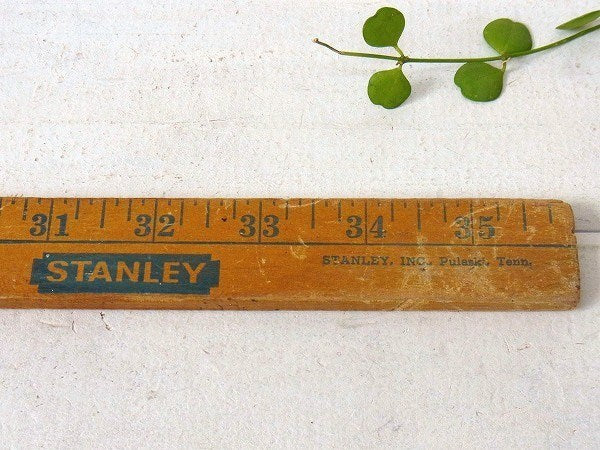 31 32 33 34 35
STANLEY
STANLEY, INC. Pulaski, Tenn.